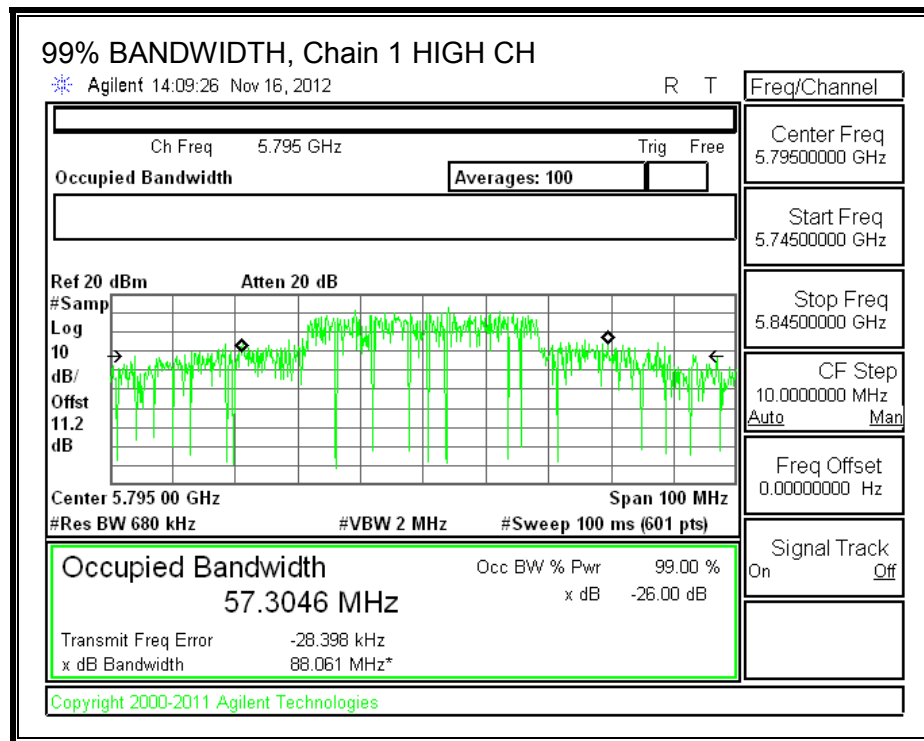 99% BANDWIDTH, Chain 1 HIGH CH
Agilent 14:09:26 Nov 16, 2012 R T
Freq/Channel
Ch Freq 5.795 GHz Trig Free
Occupied Bandwidth Averages: 100
Center Freq
5.79500000 GHz
Start Freq
5.74500000 GHz
Stop Freq
5.84500000 GHz
CF Step
10.0000000 MHz
Auto Man
Freq Offset
0.00000000 Hz
Signal Track
On Off
Ref 20 dBm Atten 20 dB
#Samp
Log
10
dB/
Offst
11.2
dB
Center 5.795 00 GHz Span 100 MHz
#Res BW 680 kHz #VBW 2 MHz #Sweep 100 ms (601 pts)
Occupied Bandwidth Occ BW % Pwr 99.00 %
57.3046 MHz x dB -26.00 dB
Transmit Freq Error -28.398 kHz
x dB Bandwidth 88.061 MHz*
Copyright 2000-2011 Agilent Technologies